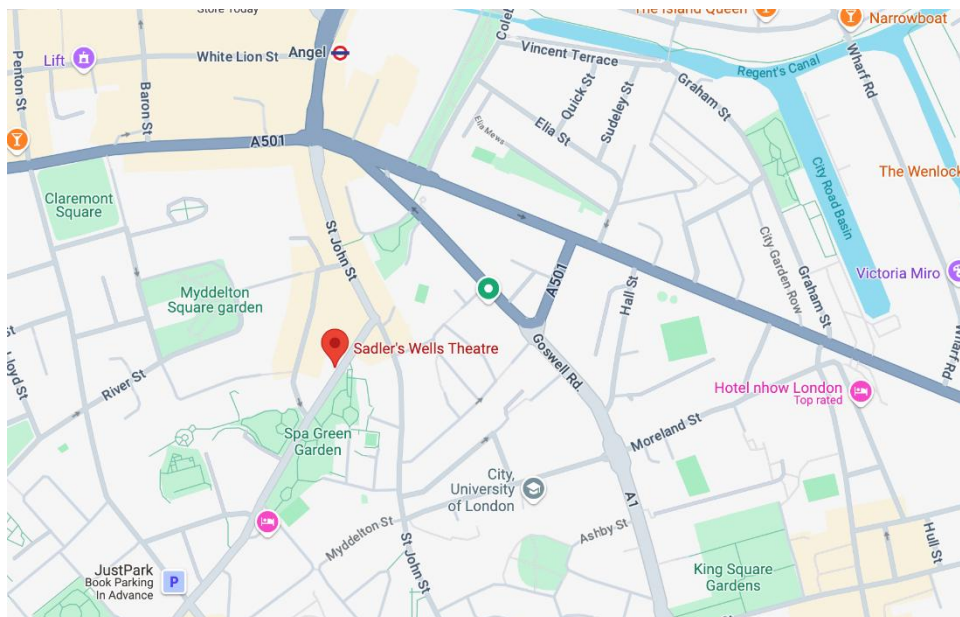 Store Today
The Island Queen
Narrowboat
Angel
Lift
White Lion St
Vincent Terrace
Regent's Canal
Penton St
Baron St
Quick St
Sudeley St
Graham St
Wharf Rd
Elia St
Elia Mews
A501
The Wenlock
Claremont
Square
City Road Basin
St John St
Myddelton
Square garden
A501
Hall St
City Garden Row
Graham St
Victoria Miro
Sadler's Wells Theatre
Goswell Rd.
Lloyd St
River St
Wharf Rd
Hotel nhow London
Top rated
Spa Green
Garden
Moreland St
City,
University
of London
A1
Myddelton St
Ashby St
St John St
Hull St
JustPark
Book Parking
In Advance
P
King Square
Gardens